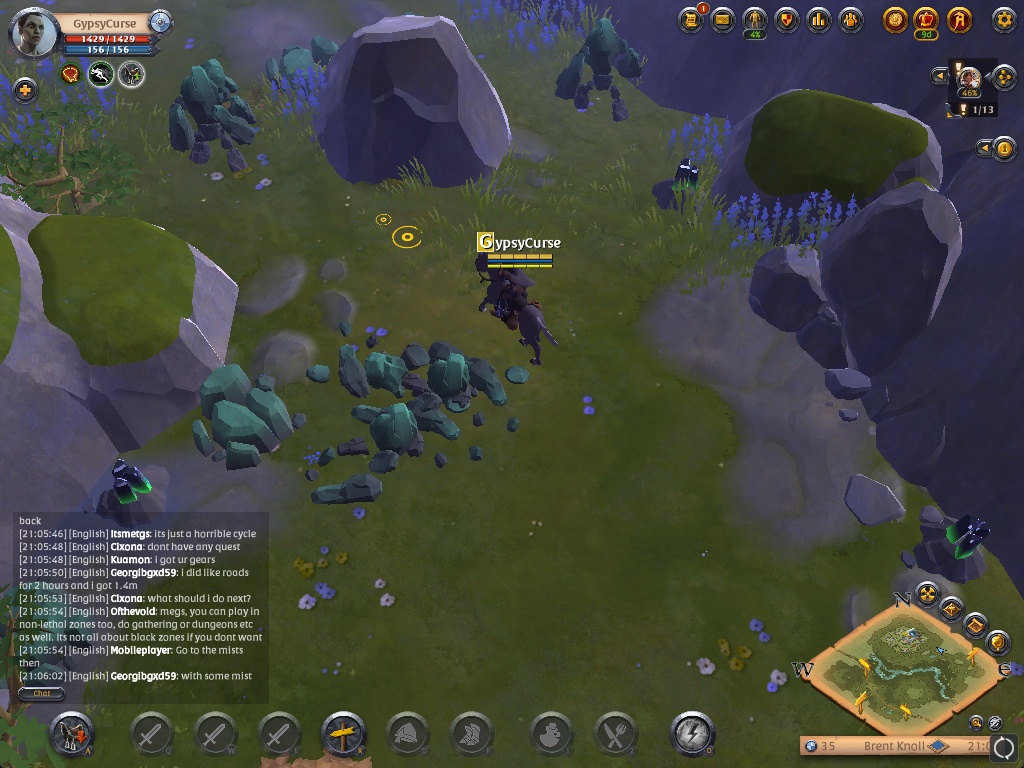 GypsyCurse
1429 / 1429
156 / 156
1
4%
9d
46%
1/13
1
GypsyCurse
back
[21:05:46] [English] Itsmetgs: its just a horrible cycle
[21:05:48] [English] Cixona: dont have any quest
[21:05:48] [English] Kuamon: i got ur gears
[21:05:50] [English] Georgibgxd59: i did like roads
for 2 hours and i got 1.4m
[21:05:53] [English] Cixona: what should i do next?
[21:05:54] [English] Ofthevold: megs, you can play in
non-lethal zones too, do gathering or dungeons etc
as well. Its not all about black zones if you dont want
[21:05:54] [English] Mobileplayer: Go to the mists
then
[21:06:02] [English] Georgibgxd59: with some mist
Chat
N
W
E
A
Q
W
E
R
D
F
O
35
Brent Knoll